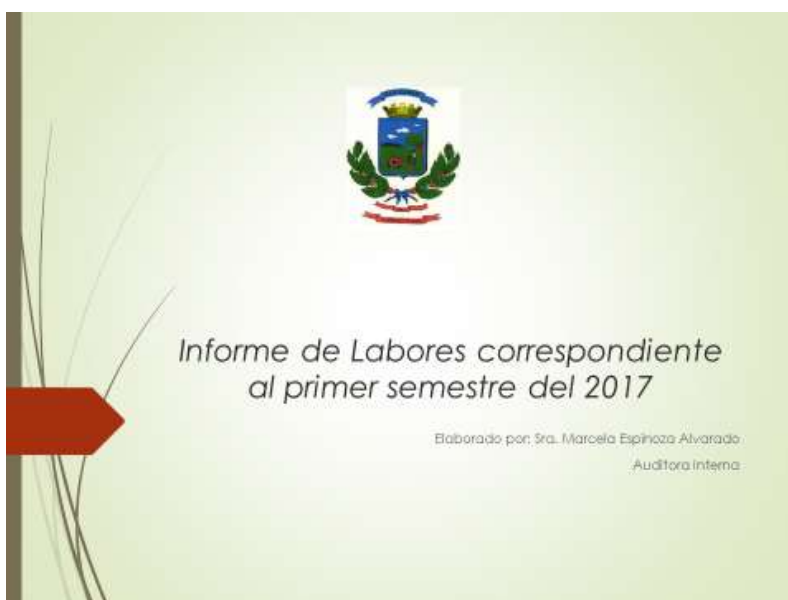 Informe de Labores correspondiente
al primer semestre del 2017
Elaborado por: Sra. Marcela Espinoza Alvarado
Auditora Interna